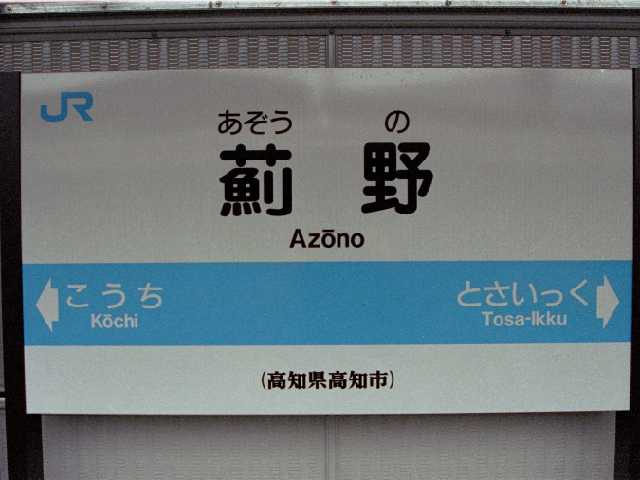 JR
あぞう の
薊 野
Azōno
こうち
Kōchi
とさいっく
Tosa-Ikku
(高知県高知市)